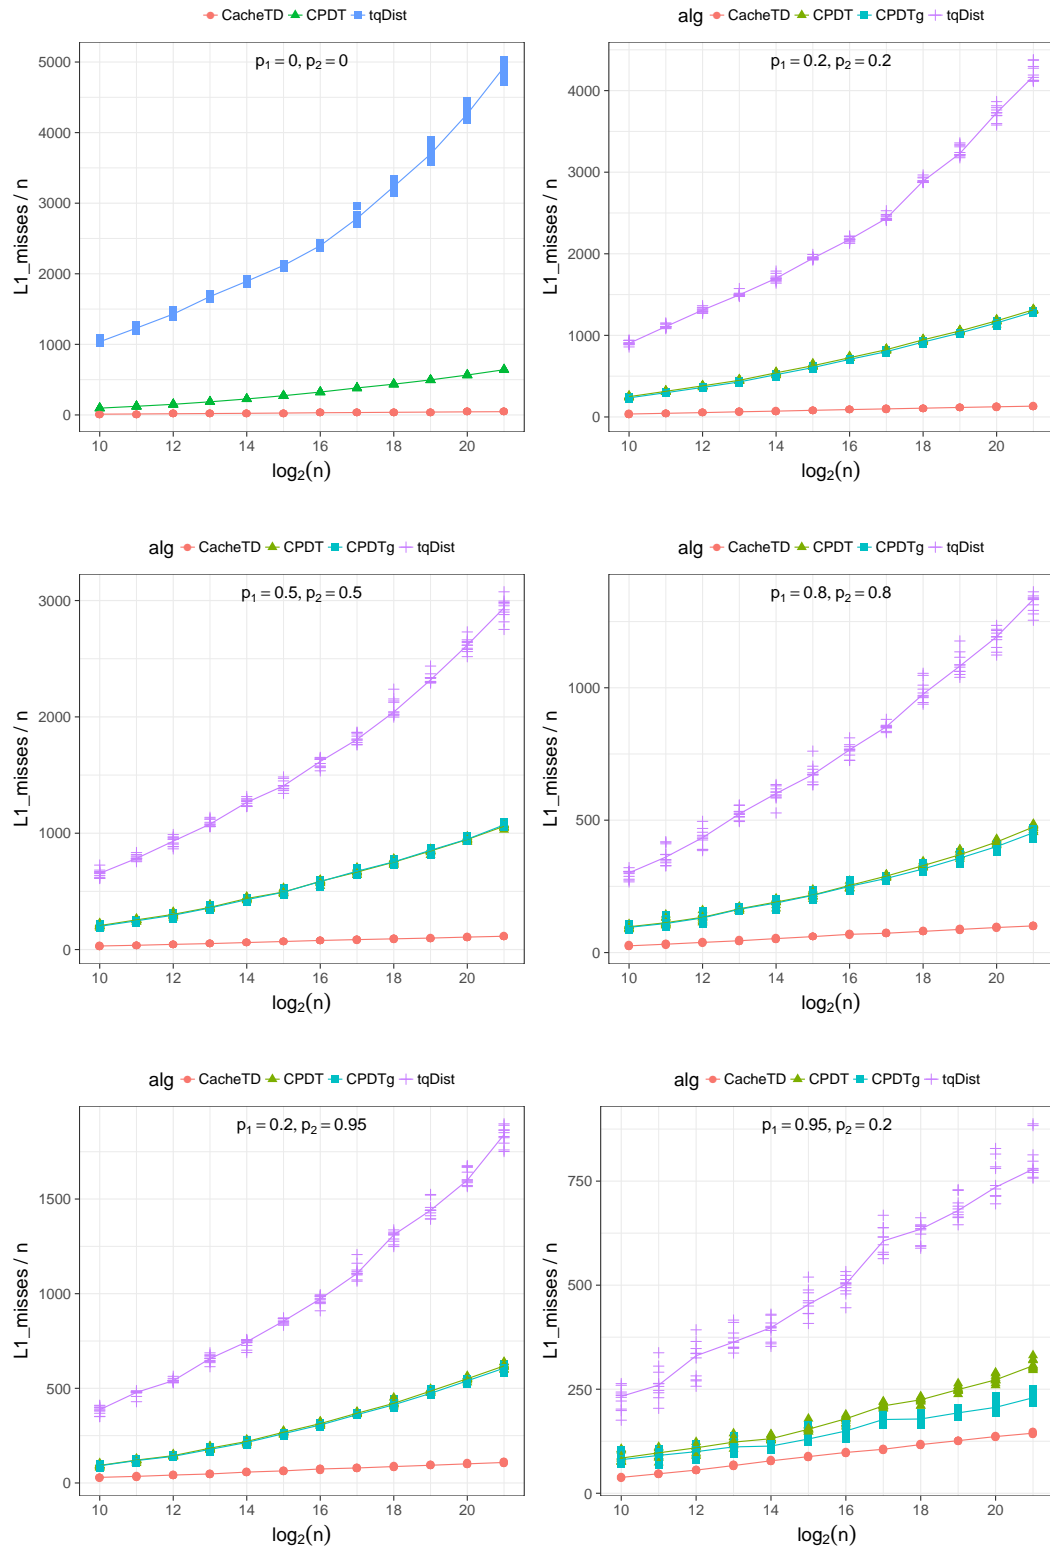 CacheTD CPDT tqDist
p1 = 0, p2 = 0
5000
4000
3000
2000
1000
0
L1_misses / n
10 12 14 16 18 20
log2(n)
alg CacheTD CPDT CPDTg tqDist
p1 = 0.2, p2 = 0.2
4000
3000
2000
1000
0
L1_misses / n
10 12 14 16 18 20
log2(n)
alg CacheTD CPDT CPDTg tqDist
p1 = 0.5, p2 = 0.5
3000
2000
1000
0
L1_misses / n
10 12 14 16 18 20
log2(n)
alg CacheTD CPDT CPDTg tqDist
p1 = 0.8, p2 = 0.8
1000
500
0
L1_misses / n
10 12 14 16 18 20
log2(n)
alg CacheTD CPDT CPDTg tqDist
p1 = 0.2, p2 = 0.95
1500
1000
500
0
L1_misses / n
10 12 14 16 18 20
log2(n)
alg CacheTD CPDT CPDTg tqDist
p1 = 0.95, p2 = 0.2
750
500
250
0
L1_misses / n
10 12 14 16 18 20
log2(n)